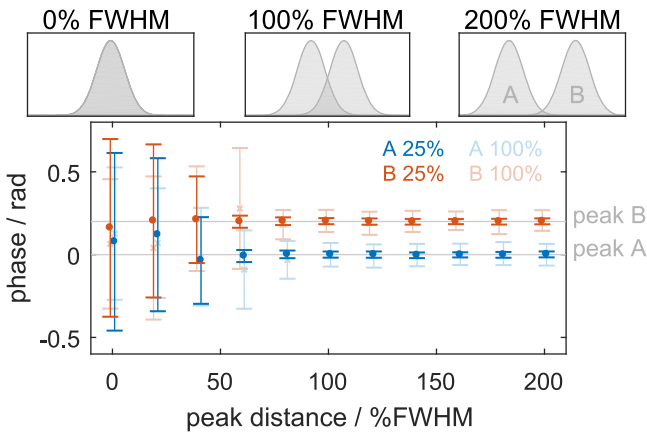 0% FWHM 100% FWHM 200% FWHM
A B
A 25% A 100%
B 25% B 100%
0.5
0
-0.5
peak B
peak A
phase / rad
0 50 100 150 200
peak distance / %FWHM